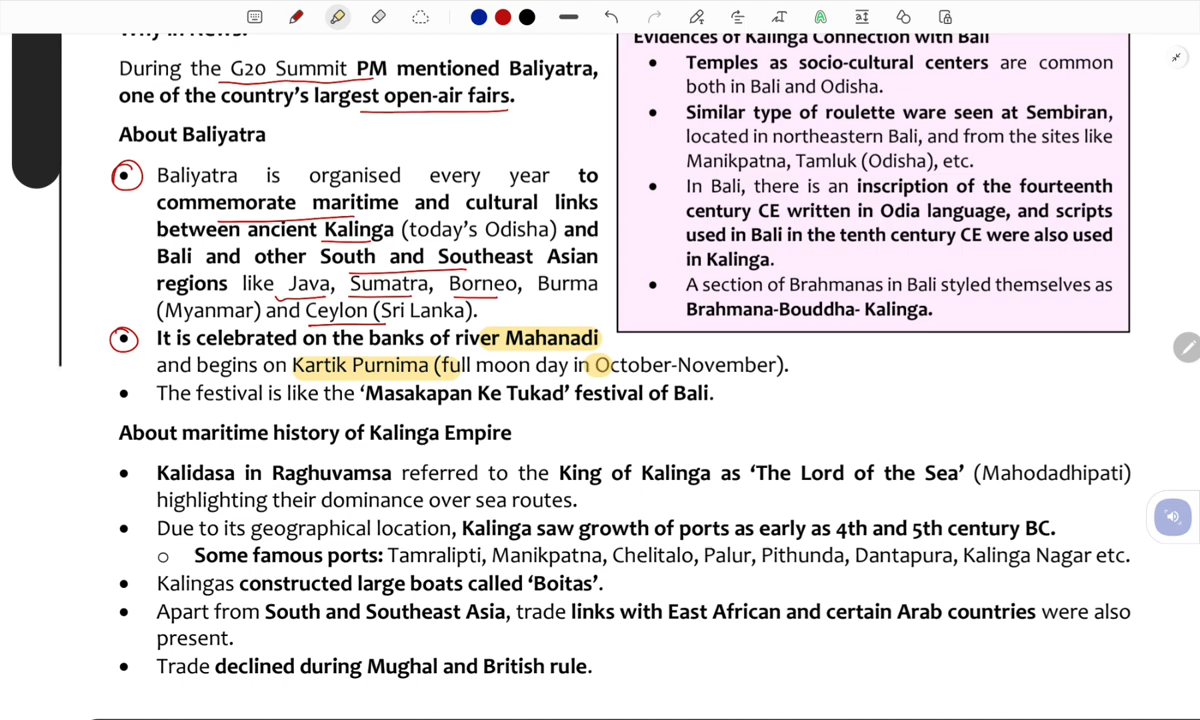 Why in News?
During the G20 Summit PM mentioned Baliyatra,
one of the country's largest open-air fairs.
About Baliyatra
• Baliyatra is organised every year to
commemorate maritime and cultural links
between ancient Kalinga (today's Odisha) and
Bali and other South and Southeast Asian
regions like Java, Sumatra, Borneo, Burma
(Myanmar) and Ceylon (Sri Lanka).
• It is celebrated on the banks of river Mahanadi
and begins on Kartik Purnima (full moon day in October-November).
• The festival is like the ‘Masakapan Ke Tukad’ festival of Bali.
Evidences of Kalinga Connection with Bali
• Temples as socio-cultural centers are common
both in Bali and Odisha.
• Similar type of roulette ware seen at Sembiran,
located in northeastern Bali, and from the sites like
Manikpatna, Tamluk (Odisha), etc.
• In Bali, there is an inscription of the fourteenth
century CE written in Odia language, and scripts
used in Bali in the tenth century CE were also used
in Kalinga.
• A section of Brahmanas in Bali styled themselves as
Brahmana-Bouddha- Kalinga.
About maritime history of Kalinga Empire
• Kalidasa in Raghuvamsa referred to the King of Kalinga as ‘The Lord of the Sea’ (Mahodadhipati)
highlighting their dominance over sea routes.
• Due to its geographical location, Kalinga saw growth of ports as early as 4th and 5th century BC.
o Some famous ports: Tamralipti, Manikpatna, Chelitalo, Palur, Pithunda, Dantapura, Kalinga Nagar etc.
• Kalingas constructed large boats called ‘Boitas’.
• Apart from South and Southeast Asia, trade links with East African and certain Arab countries were also
present.
• Trade declined during Mughal and British rule.